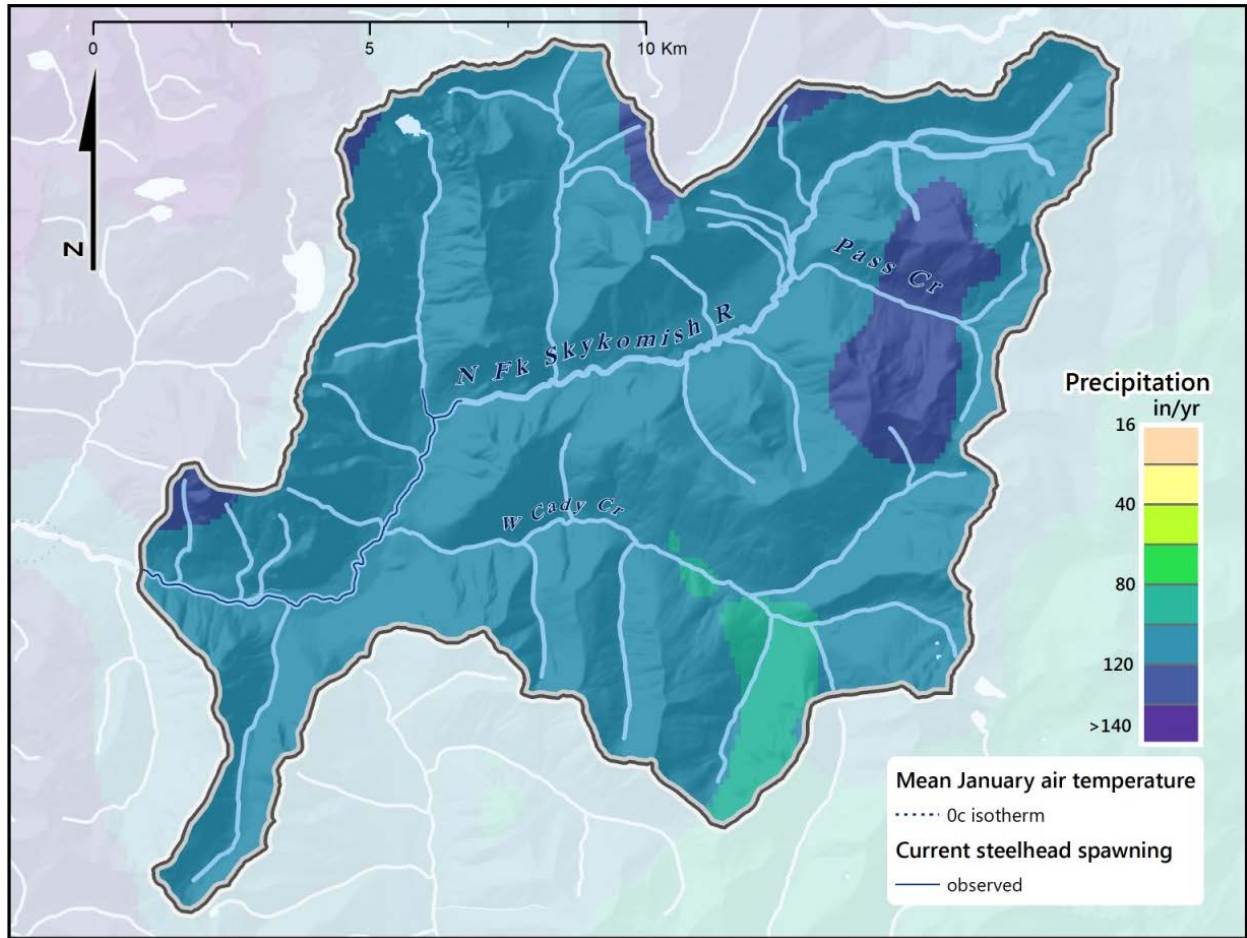 0 5 10 Km
N
Pass Cr
N Fk Skykomish R
W Cady Cr
Precipitation
in/yr
16
40
80
120
>140
Mean January air temperature
0c isotherm
Current steelhead spawning
observed